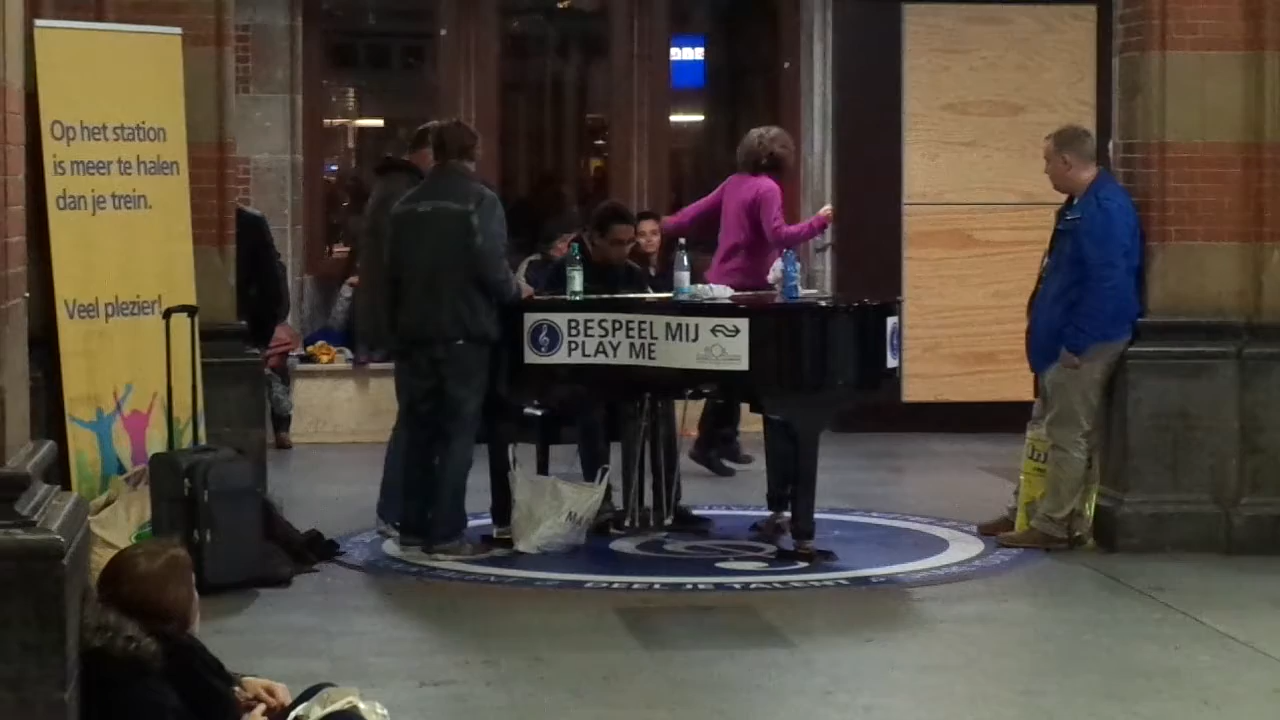 Op het station
is meer te halen
dan je trein.
Veel plezier!
BESPEEL MIJ
PLAY ME
DEEL JE TALENT